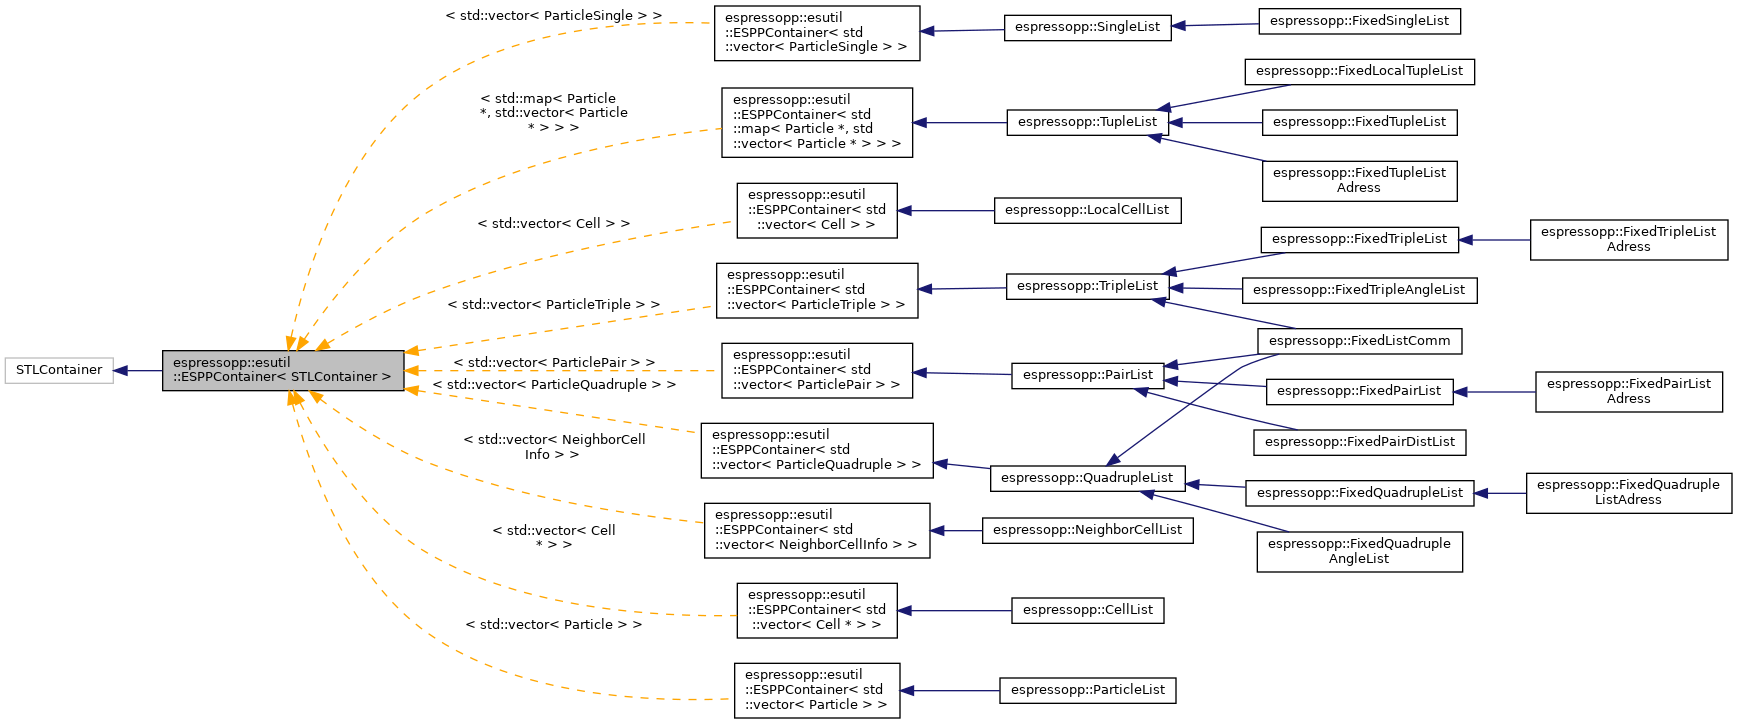 STLContainer
espressopp::esutil
::ESPPContainer< STLContainer >
< std::vector< ParticleSingle > >
< std::map< Particle
*, std::vector< Particle
* > > >
< std::vector< Cell > >
< std::vector< ParticleTriple > >
< std::vector< ParticlePair > >
< std::vector< ParticleQuadruple > >
< std::vector< NeighborCell
Info > >
< std::vector< Cell
* > >
< std::vector< Particle > >
espressopp::esutil
::ESPPContainer< std
::vector< ParticleSingle > >
espressopp::esutil
::ESPPContainer< std
::map< Particle *, std
::vector< Particle * > > >
espressopp::esutil
::ESPPContainer< std
::vector< Cell > >
espressopp::esutil
::ESPPContainer< std
::vector< ParticleTriple > >
espressopp::esutil
::ESPPContainer< std
::vector< ParticlePair > >
espressopp::esutil
::ESPPContainer< std
::vector< ParticleQuadruple > >
espressopp::esutil
::ESPPContainer< std
::vector< NeighborCellInfo > >
espressopp::esutil
::ESPPContainer< std
::vector< Cell * > >
espressopp::esutil
::ESPPContainer< std
::vector< Particle > >
espressopp::SingleList
espressopp::TupleList
espressopp::LocalCellList
espressopp::TripleList
espressopp::PairList
espressopp::QuadrupleList
espressopp::NeighborCellList
espressopp::CellList
espressopp::ParticleList
espressopp::FixedSingleList
espressopp::FixedLocalTupleList
espressopp::FixedTupleList
espressopp::FixedTupleList
Adress
espressopp::FixedTripleList
espressopp::FixedTripleAngleList
espressopp::FixedListComm
espressopp::FixedPairList
espressopp::FixedPairDistList
espressopp::FixedQuadrupleList
espressopp::FixedQuadruple
AngleList
espressopp::FixedTripleList
Adress
espressopp::FixedPairList
Adress
espressopp::FixedQuadruple
ListAdress